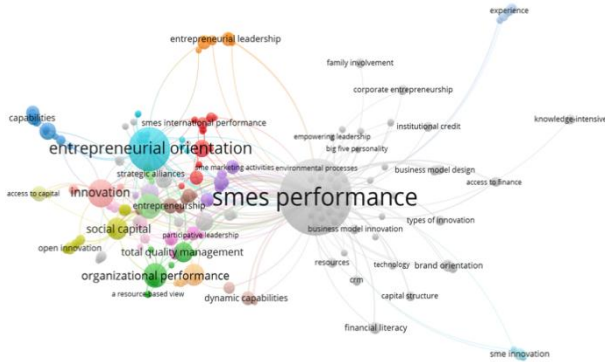 experience
entrepreneurial leadership
family involvement
corporate entrepreneurship
capabilities
smes international performance
knowledge-intensive
institutional credit
empowering leadership
entrepreneurial orientation
big five personality
sme marketing activities
environmental processes
strategic alliances
business model design
access to finance
access to capital
innovation
smes performance
entrepreneurship
types of innovation
social capital
participative leadership
business model innovation
open innovation
total quality management
resources
technology
brand orientation
organizational performance
crm
a resource-based view
dynamic capabilities
capital structure
financial literacy
sme innovation